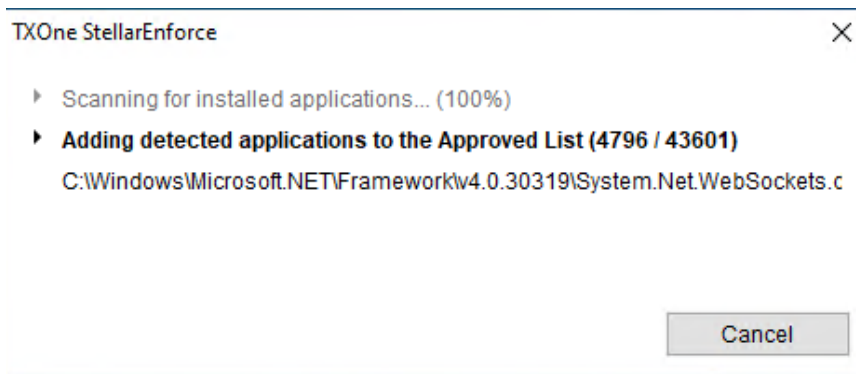 TXOne StellarEnforce
Scanning for installed applications... (100%)
Adding detected applications to the Approved List (4796 / 43601)
C:\Windows\Microsoft.NET\Framework\v4.0.30319\System.Net.WebSockets.c
Cancel